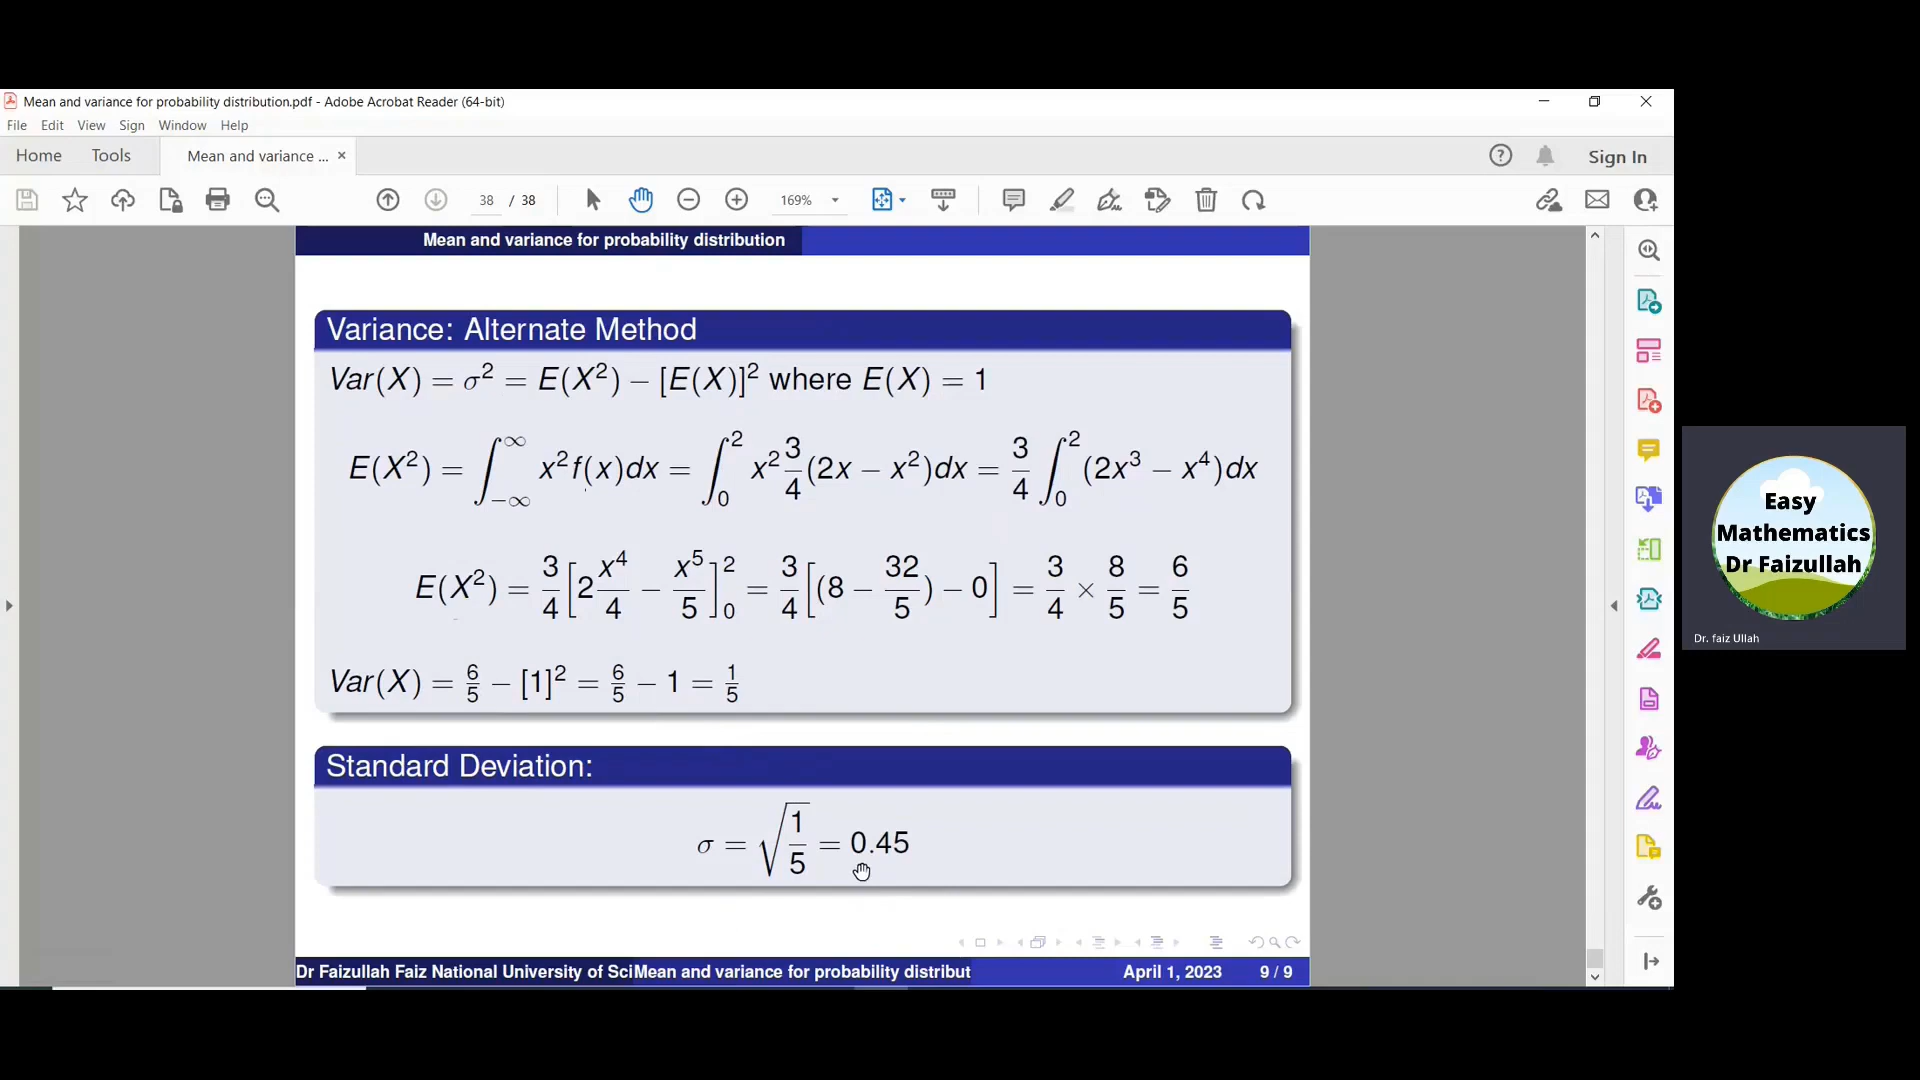 Mean and variance for probability distribution.pdf - Adobe Acrobat Reader (64-bit)
File Edit View Sign Window Help
Home Tools Mean and variance ... × Sign In
38 / 38 169%
Mean and variance for probability distribution
Variance: Alternate Method
Var(X) = σ² = E(X²) − [E(X)]² where E(X) = 1
E(X²) = ∫_{−∞}^{∞} x²f(x)dx = ∫_0^2 x² 3/4 (2x − x²)dx = 3/4 ∫_0^2 (2x³ − x⁴)dx
E(X²) = 3/4 [2 x⁴/4 − x⁵/5]_0^2 = 3/4 [(8 − 32/5) − 0] = 3/4 × 8/5 = 6/5
Var(X) = 6/5 − [1]² = 6/5 − 1 = 1/5
Standard Deviation:
σ = √(1/5) = 0.45
Dr Faizullah Faiz National University of Sci Mean and variance for probability distribut April 1, 2023 9 / 9
Easy
Mathematics
Dr Faizullah
Dr. faiz Ullah